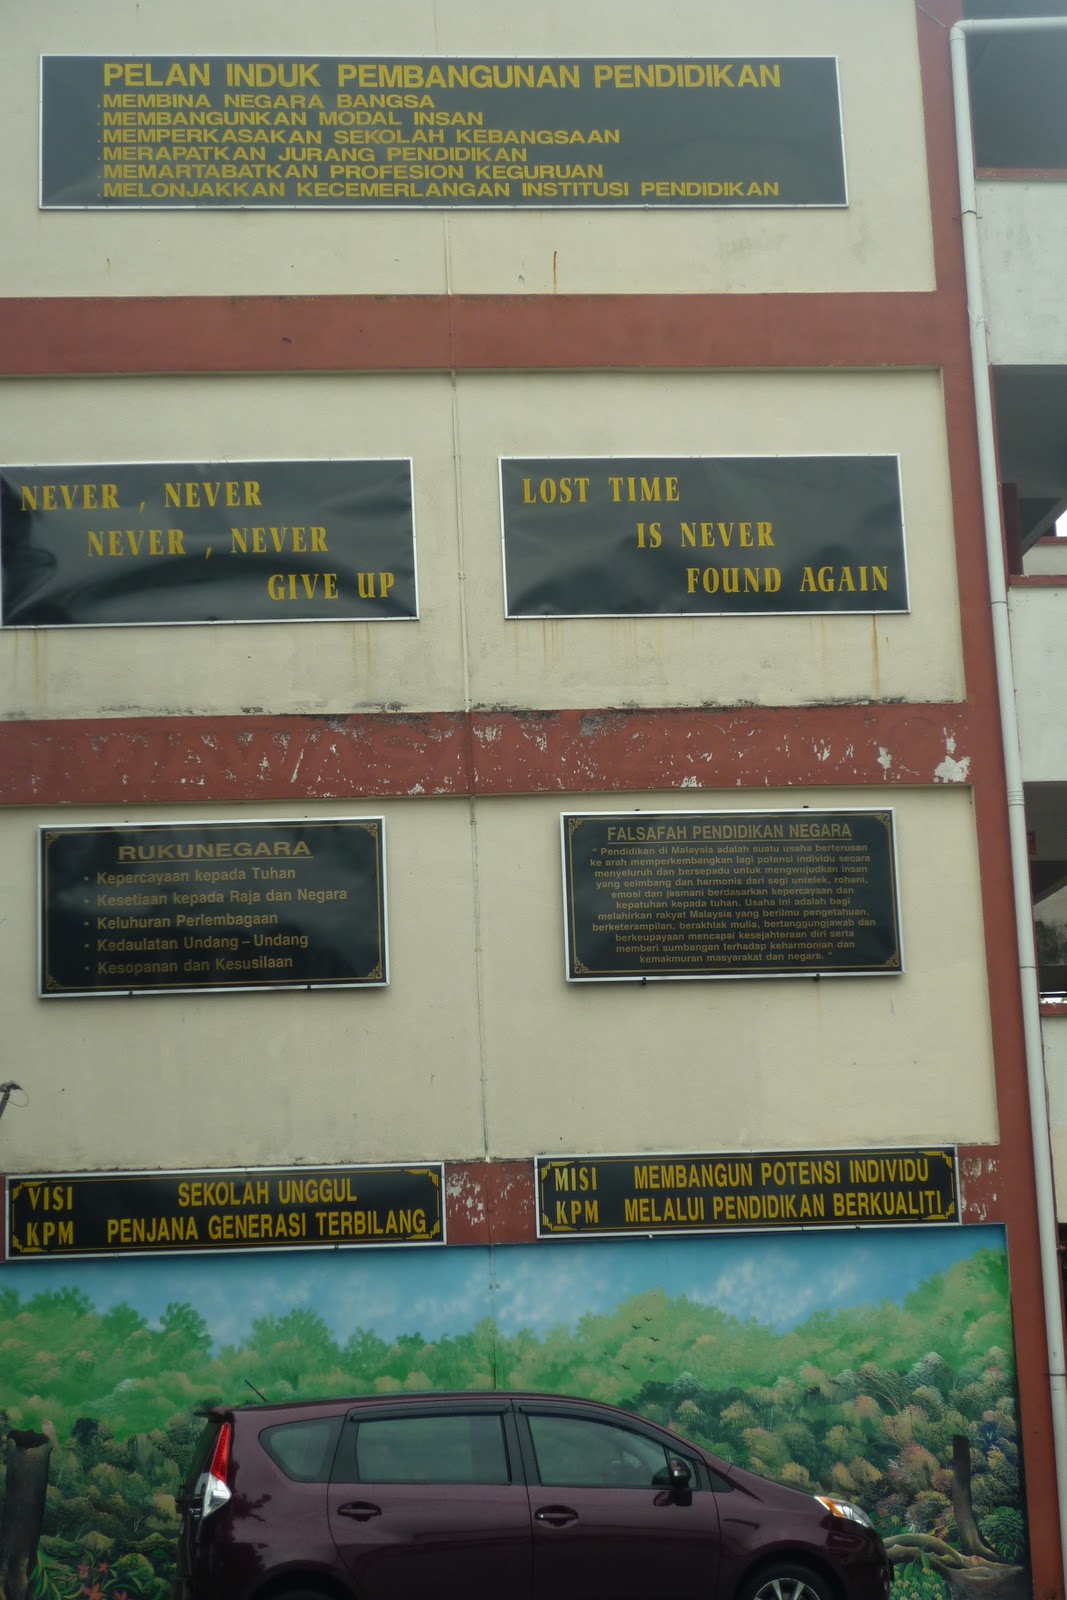 PELAN INDUK PEMBANGUNAN PENDIDIKAN
.MEMBINA NEGARA BANGSA
.MEMBANGUNKAN MODAL INSAN
.MEMPERKASAKAN SEKOLAH KEBANGSAAN
.MERAPATKAN JURANG PENDIDIKAN
.MEMARTABATKAN PROFESION KEGURUAN
.MELONJAKKAN KECEMERLANGAN INSTITUSI PENDIDIKAN
NEVER , NEVER
NEVER , NEVER
GIVE UP
LOST TIME
IS NEVER
FOUND AGAIN
RUKUNEGARA
• Kepercayaan kepada Tuhan
• Kesetiaan kepada Raja dan Negara
• Keluhuran Perlembagaan
• Kedaulatan Undang – Undang
• Kesopanan dan Kesusilaan
FALSAFAH PENDIDIKAN NEGARA
" Pendidikan di Malaysia adalah suatu usaha berterusan
ke arah memperkembangkan lagi potensi individu secara
menyeluruh dan bersepadu untuk mengwujudkan insan
yang seimbang dan harmonis dari segi untelek, rohani,
emosi dan jasmani berdasarkan kepercayaan dan
kepatuhan kepada tuhan. Usaha ini adalah bagi
melahirkan rakyat Malaysia yang berilmu pengetahuan,
berketerampilan, berakhlak mulia, bertanggungjawab dan
berkeupayaan mencapai kesejahteraan diri serta
memberi sumbangan terhadap keharmonian dan
kemakmuran masyarakat dan negara. "
VISI
KPM
SEKOLAH UNGGUL
PENJANA GENERASI TERBILANG
MISI
KPM
MEMBANGUN POTENSI INDIVIDU
MELALUI PENDIDIKAN BERKUALITI